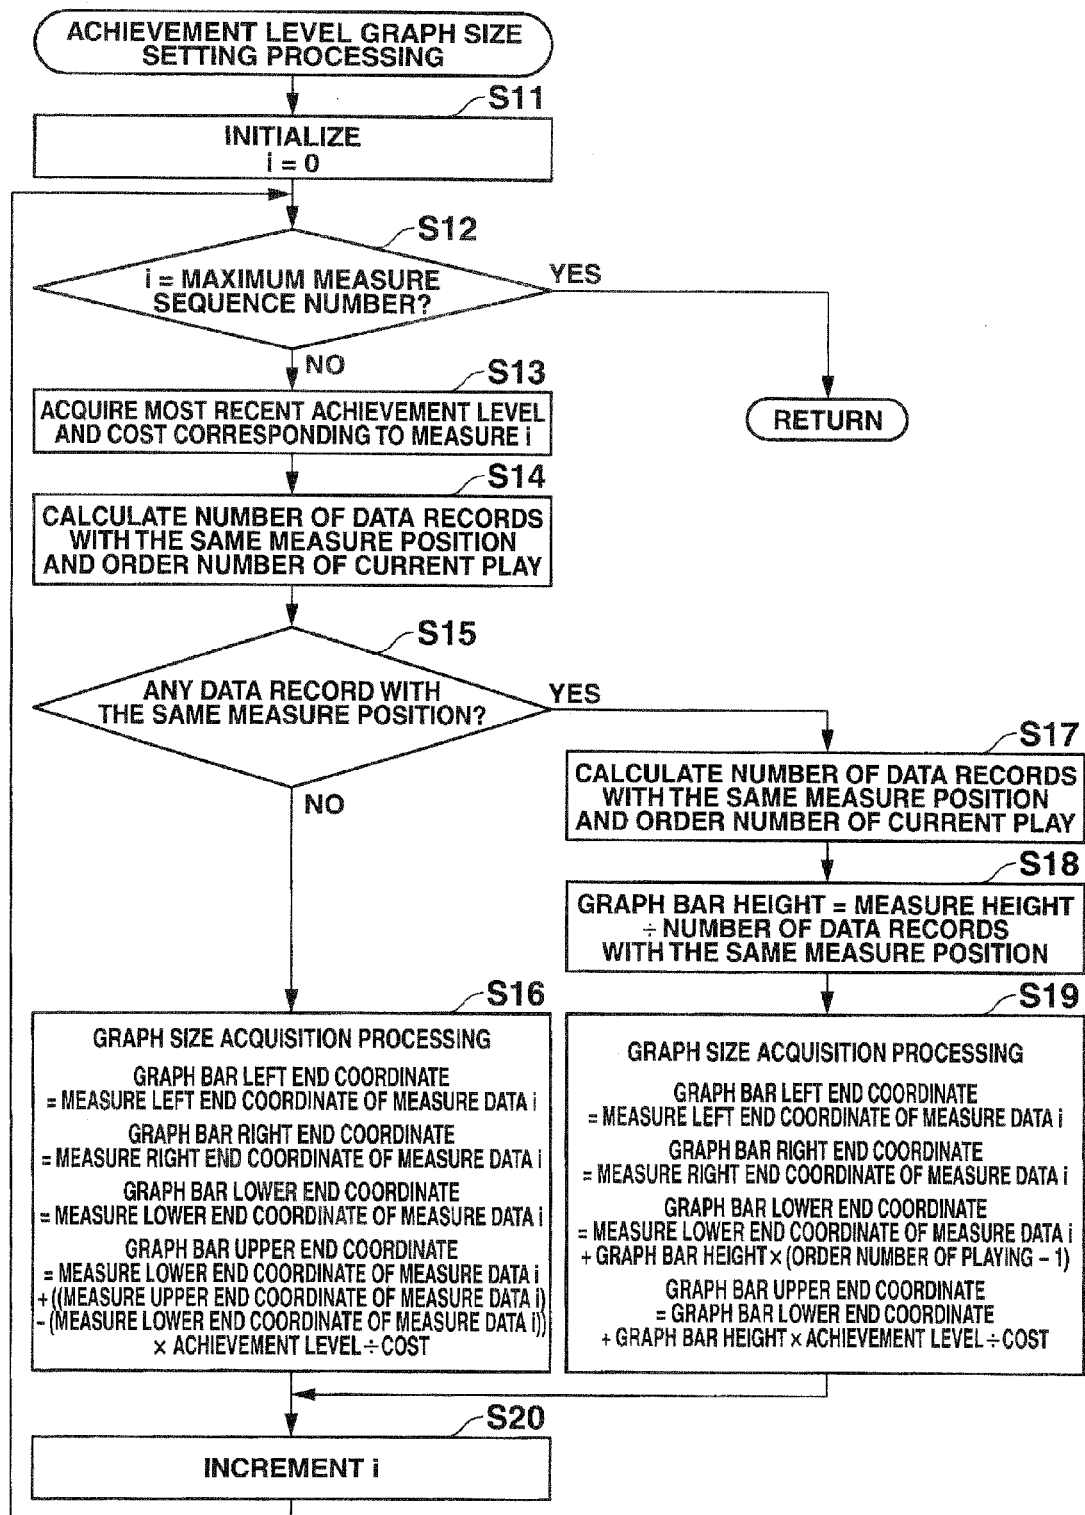 ACHIEVEMENT LEVEL GRAPH SIZE
SETTING PROCESSING
S11
INITIALIZE
i = 0
S12
i = MAXIMUM MEASURE
SEQUENCE NUMBER?
YES
NO
RETURN
S13
ACQUIRE MOST RECENT ACHIEVEMENT LEVEL
AND COST CORRESPONDING TO MEASURE i
S14
CALCULATE NUMBER OF DATA RECORDS
WITH THE SAME MEASURE POSITION
AND ORDER NUMBER OF CURRENT PLAY
S15
ANY DATA RECORD WITH
THE SAME MEASURE POSITION?
YES
NO
S17
CALCULATE NUMBER OF DATA RECORDS
WITH THE SAME MEASURE POSITION
AND ORDER NUMBER OF CURRENT PLAY
S18
GRAPH BAR HEIGHT = MEASURE HEIGHT
÷ NUMBER OF DATA RECORDS
WITH THE SAME MEASURE POSITION
S16
GRAPH SIZE ACQUISITION PROCESSING
GRAPH BAR LEFT END COORDINATE
= MEASURE LEFT END COORDINATE OF MEASURE DATA i
GRAPH BAR RIGHT END COORDINATE
= MEASURE RIGHT END COORDINATE OF MEASURE DATA i
GRAPH BAR LOWER END COORDINATE
= MEASURE LOWER END COORDINATE OF MEASURE DATA i
GRAPH BAR UPPER END COORDINATE
= MEASURE LOWER END COORDINATE OF MEASURE DATA i
+ ((MEASURE UPPER END COORDINATE OF MEASURE DATA i)
− (MEASURE LOWER END COORDINATE OF MEASURE DATA i))
× ACHIEVEMENT LEVEL ÷ COST
S19
GRAPH SIZE ACQUISITION PROCESSING
GRAPH BAR LEFT END COORDINATE
= MEASURE LEFT END COORDINATE OF MEASURE DATA i
GRAPH BAR RIGHT END COORDINATE
= MEASURE RIGHT END COORDINATE OF MEASURE DATA i
GRAPH BAR LOWER COORDINATE
= MEASURE LOWER END COORDINATE OF MEASURE DATA i
+ GRAPH BAR HEIGHT × (ORDER NUMBER OF PLAYING − 1)
GRAPH BAR UPPER END COORDINATE
= GRAPH BAR LOWER END COORDINATE
+ GRAPH BAR HEIGHT × ACHIEVEMENT LEVEL ÷ COST
S20
INCREMENT i